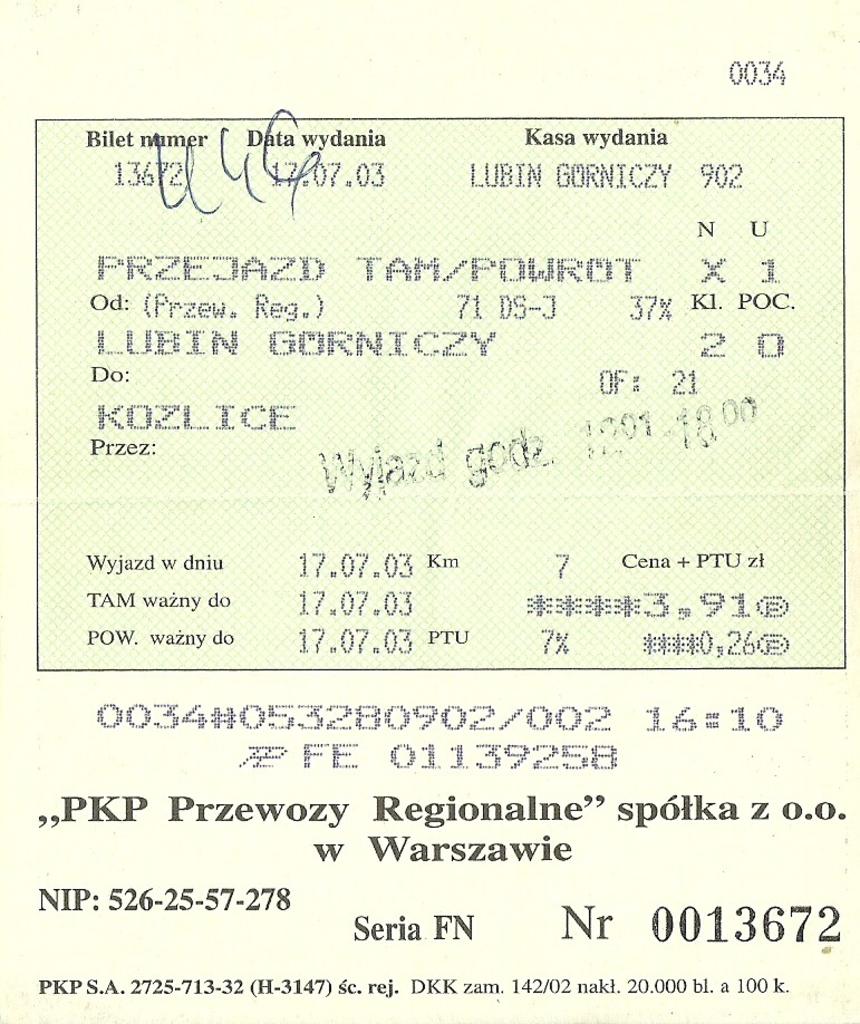 0034
Bilet numer Data wydania Kasa wydania
13672 17.07.03 LUBIN GORNICZY 902
N U
PRZEJAZD TAM/POWROT X 1
Od: (Przew. Reg.) 71 DS-J 37% Kl. POC.
LUBIN GORNICZY 2 0
Do: OF: 21
KOZLICE
Przez:
Wyjazd godz. 12 01 - 18 00
Wyjazd w dniu 17.07.03 Km 7 Cena + PTU zł
TAM ważny do 17.07.03 *****3,91
POW. ważny do 17.07.03 PTU 7% ****0,26
0034#053280902/002 16:10
FE 01139258
„PKP Przewozy Regionalne” spółka z o.o.
w Warszawie
NIP: 526-25-57-278
Seria FN Nr 0013672
PKP S.A. 2725-713-32 (H-3147) śc. rej. DKK zam. 142/02 nakł. 20.000 bl. a 100 k.